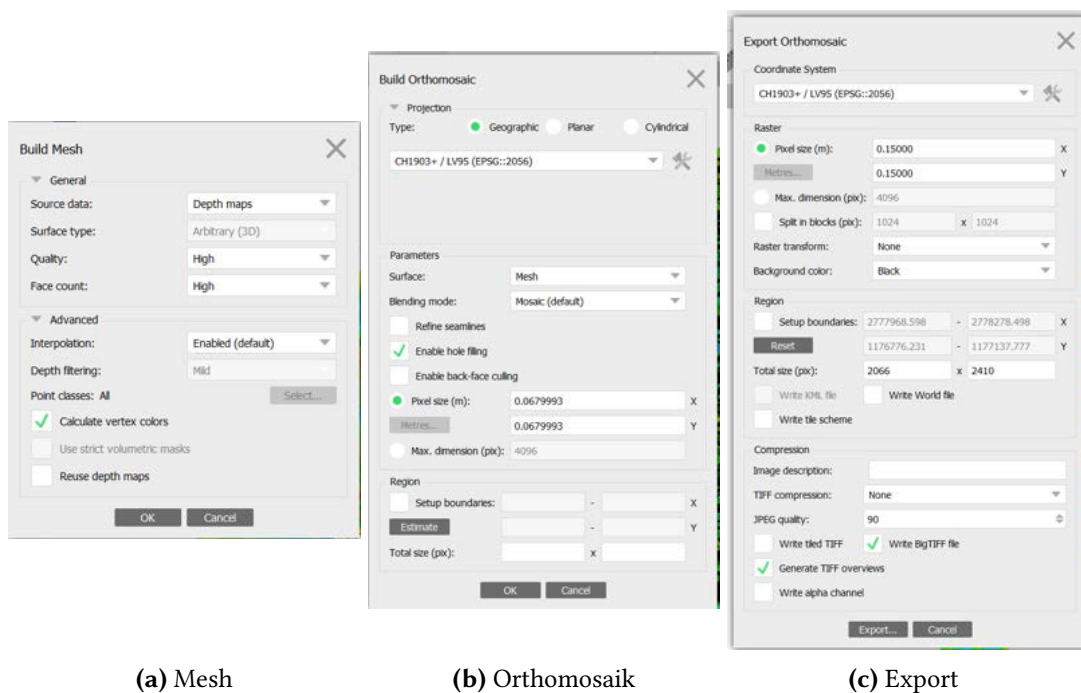 Build Mesh
General
Source data: Depth maps
Surface type: Arbitrary (3D)
Quality: High
Face count: High
Advanced
Interpolation: Enabled (default)
Depth filtering: Mild
Point classes: All Select...
Calculate vertex colors
Use strict volumetric masks
Reuse depth maps
OK Cancel
(a) Mesh
Build Orthomosaic
Projection
Type: Geographic Planar Cylindrical
CH1903+ / LV95 (EPSG::2056)
Parameters
Surface: Mesh
Blending mode: Mosaic (default)
Refine seamlines
Enable hole filling
Enable back-face culling
Pixel size (m): 0.0679993 X
Metres... 0.0679993 Y
Max. dimension (pix): 4096
Region
Setup boundaries: - X
Estimate - Y
Total size (pix): x
OK Cancel
(b) Orthomosaik
Export Orthomosaic
Coordinate System
CH1903+ / LV95 (EPSG::2056)
Raster
Pixel size (m): 0.15000 X
Metres... 0.15000 Y
Max. dimension (pix): 4096
Split in blocks (pix): 1024 x 1024
Raster transform: None
Background color: Black
Region
Setup boundaries: 2777968.598 - 2778278.498 X
Reset 1176776.231 - 1177137.777 Y
Total size (pix): 2066 x 2410
Write KML file Write World file
Write tile scheme
Compression
Image description:
TIFF compression: None
JPEG quality: 90
Write tiled TIFF Write BigTIFF file
Generate TIFF overviews
Write alpha channel
Export... Cancel
(c) Export